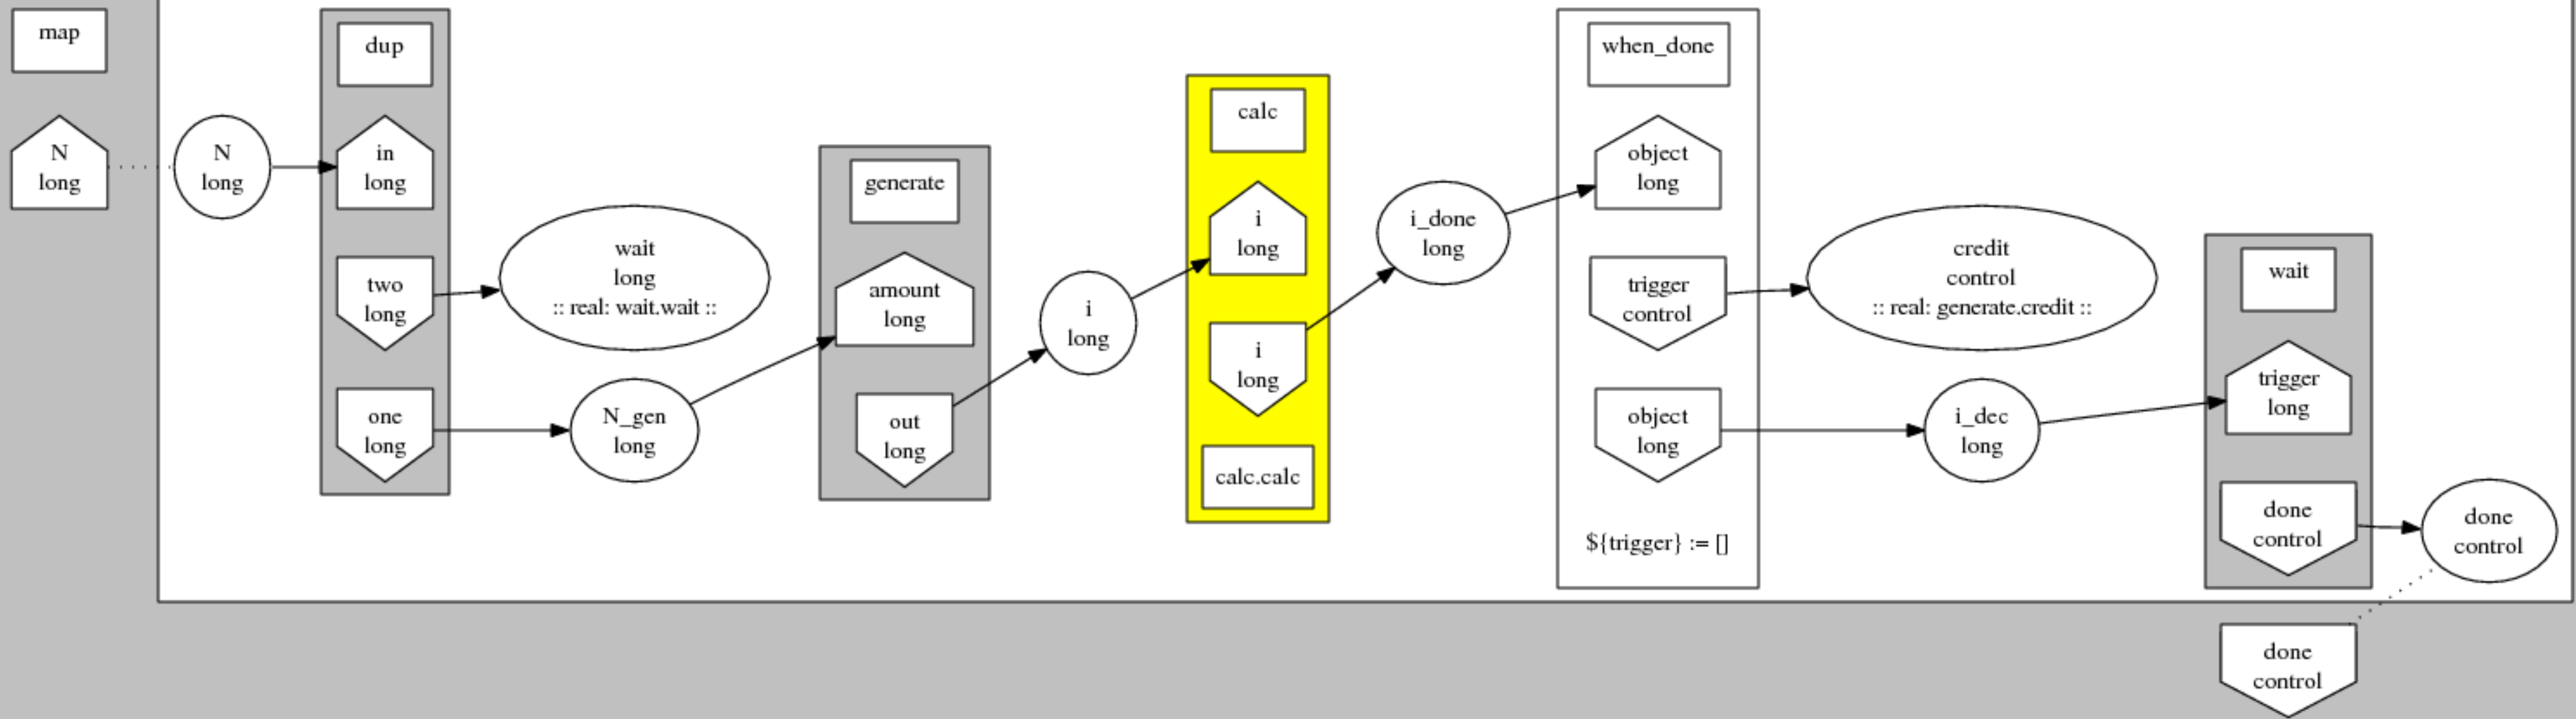 map
N
long
N
long
dup
in
long
two
long
one
long
wait
long
:: real: wait.wait ::
N_gen
long
generate
amount
long
out
long
i
long
calc
i
long
i
long
calc.calc
i_done
long
when_done
object
long
trigger
control
object
long
${trigger} := []
credit
control
:: real: generate.credit ::
i_dec
long
wait
trigger
long
done
control
done
control
done
control